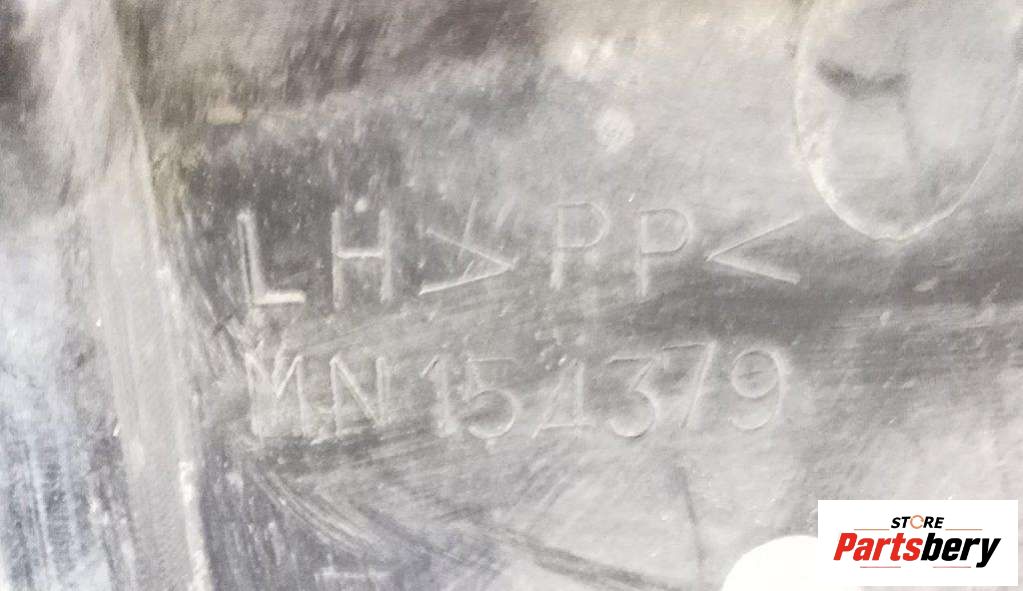 LH >PP<
MN154379
STORE
Partsbery